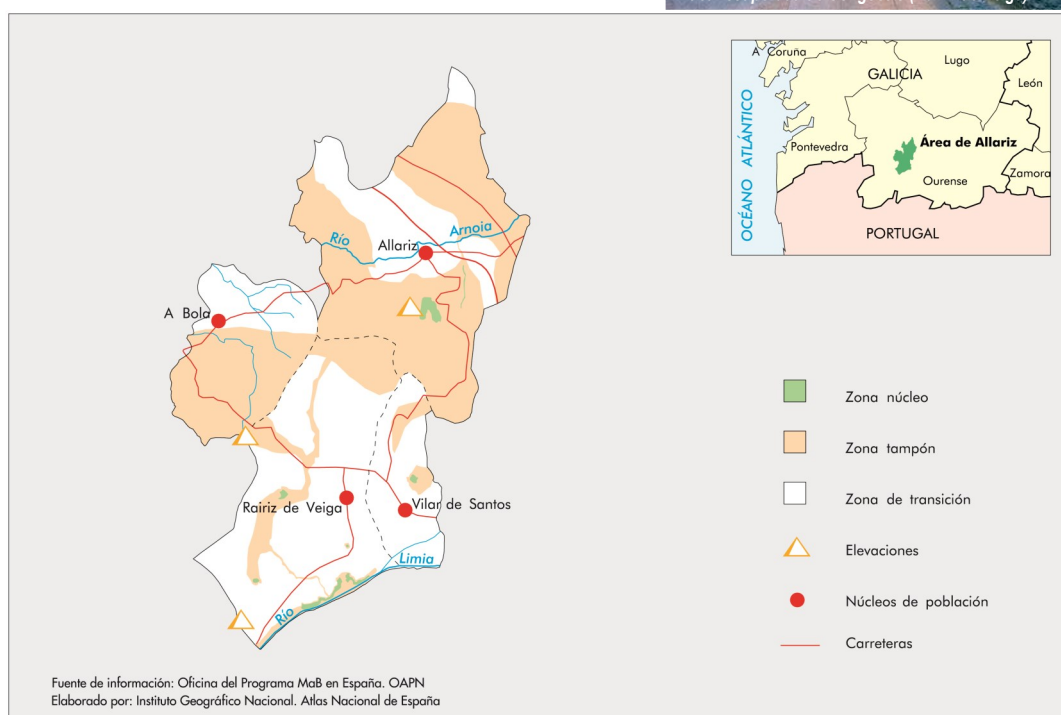 A Coruña
Lugo
GALICIA
León
OCÉANO ATLÁNTICO
Área de Allariz
Pontevedra
Zamora
Ourense
PORTUGAL
Río Arnoia
Allariz
A Bola
Rairiz de Veiga
Vilar de Santos
Río Limia
Zona núcleo
Zona tampón
Zona de transición
Elevaciones
Núcleos de población
Carreteras
Fuente de información: Oficina del Programa MaB en España. OAPN
Elaborado por: Instituto Geográfico Nacional. Atlas Nacional de España